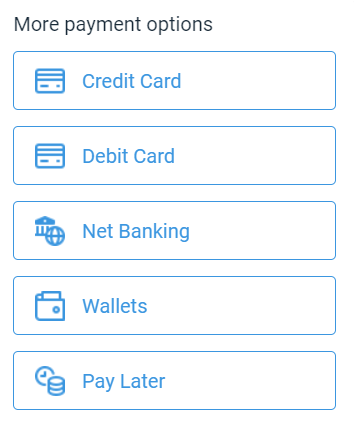 More payment options
Credit Card
Debit Card
Net Banking
Wallets
Pay Later